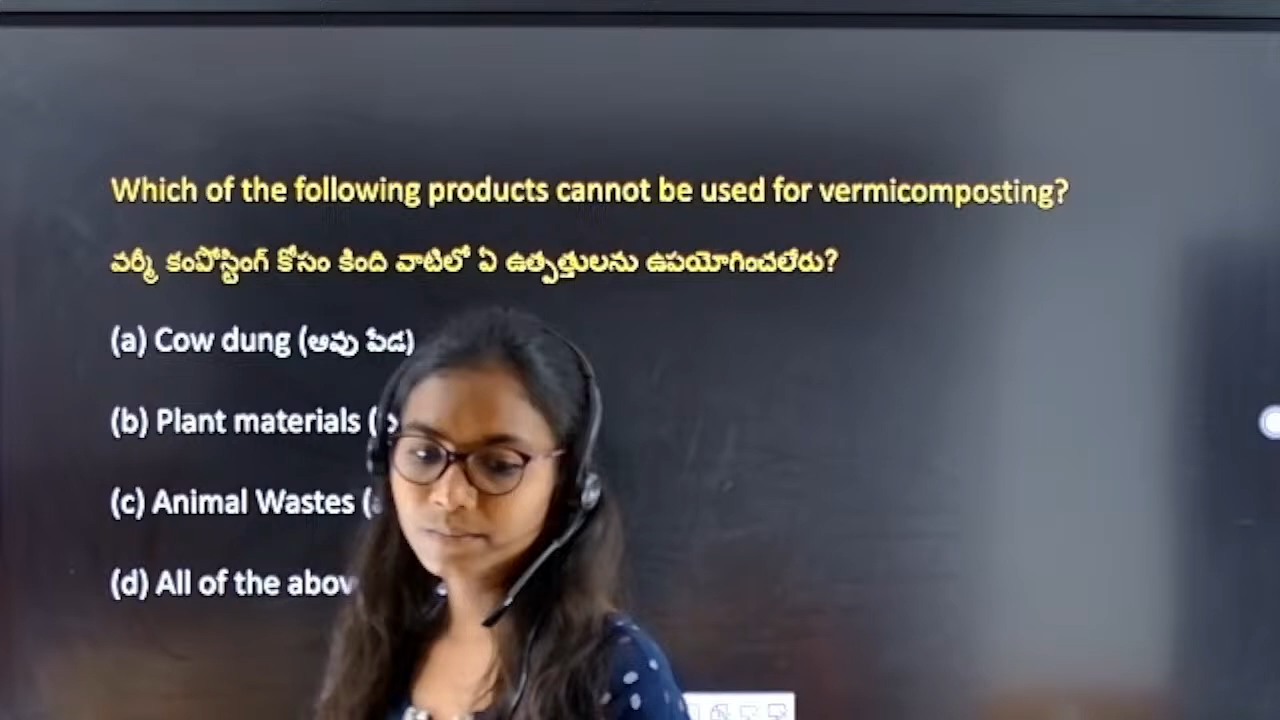 Which of the following products cannot be used for vermicomposting?
వర్మీ కంపోస్టింగ్ కోసం కింది వాటిలో ఏ ఉత్పత్తులను ఉపయోగించలేరు?
(a) Cow dung (ఆవు పేడ)
(b) Plant materials (
(c) Animal Wastes (
(d) All of the